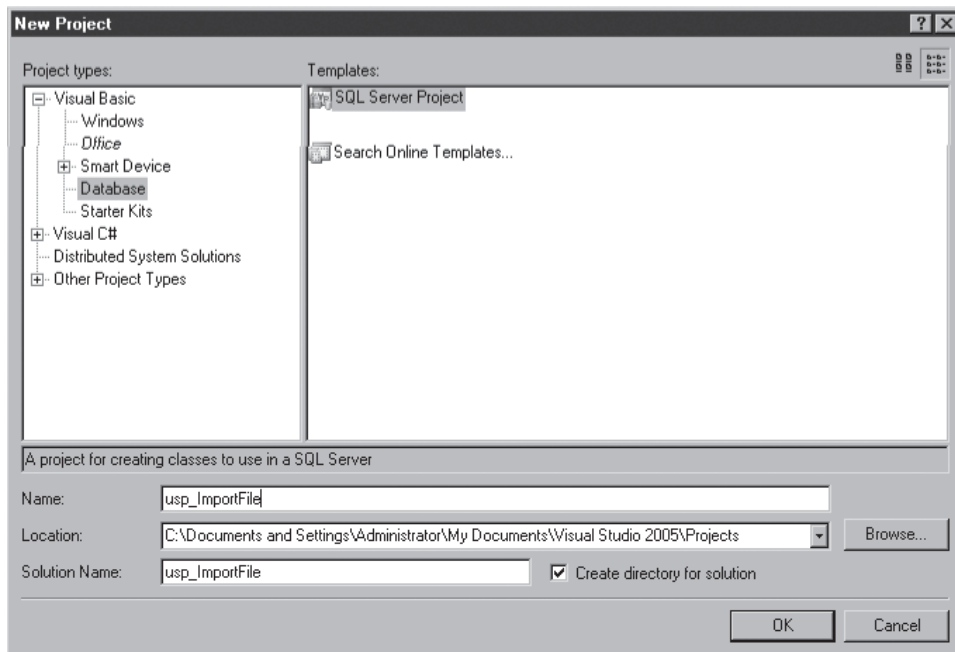 New Project
Project types:
Templates:
Visual Basic
Windows
Office
Smart Device
Database
Starter Kits
Visual C#
Distributed System Solutions
Other Project Types
SQL Server Project
Search Online Templates...
A project for creating classes to use in a SQL Server
Name:
usp_ImportFile
Location:
C:\Documents and Settings\Administrator\My Documents\Visual Studio 2005\Projects
Browse...
Solution Name:
usp_ImportFile
Create directory for solution
OK
Cancel